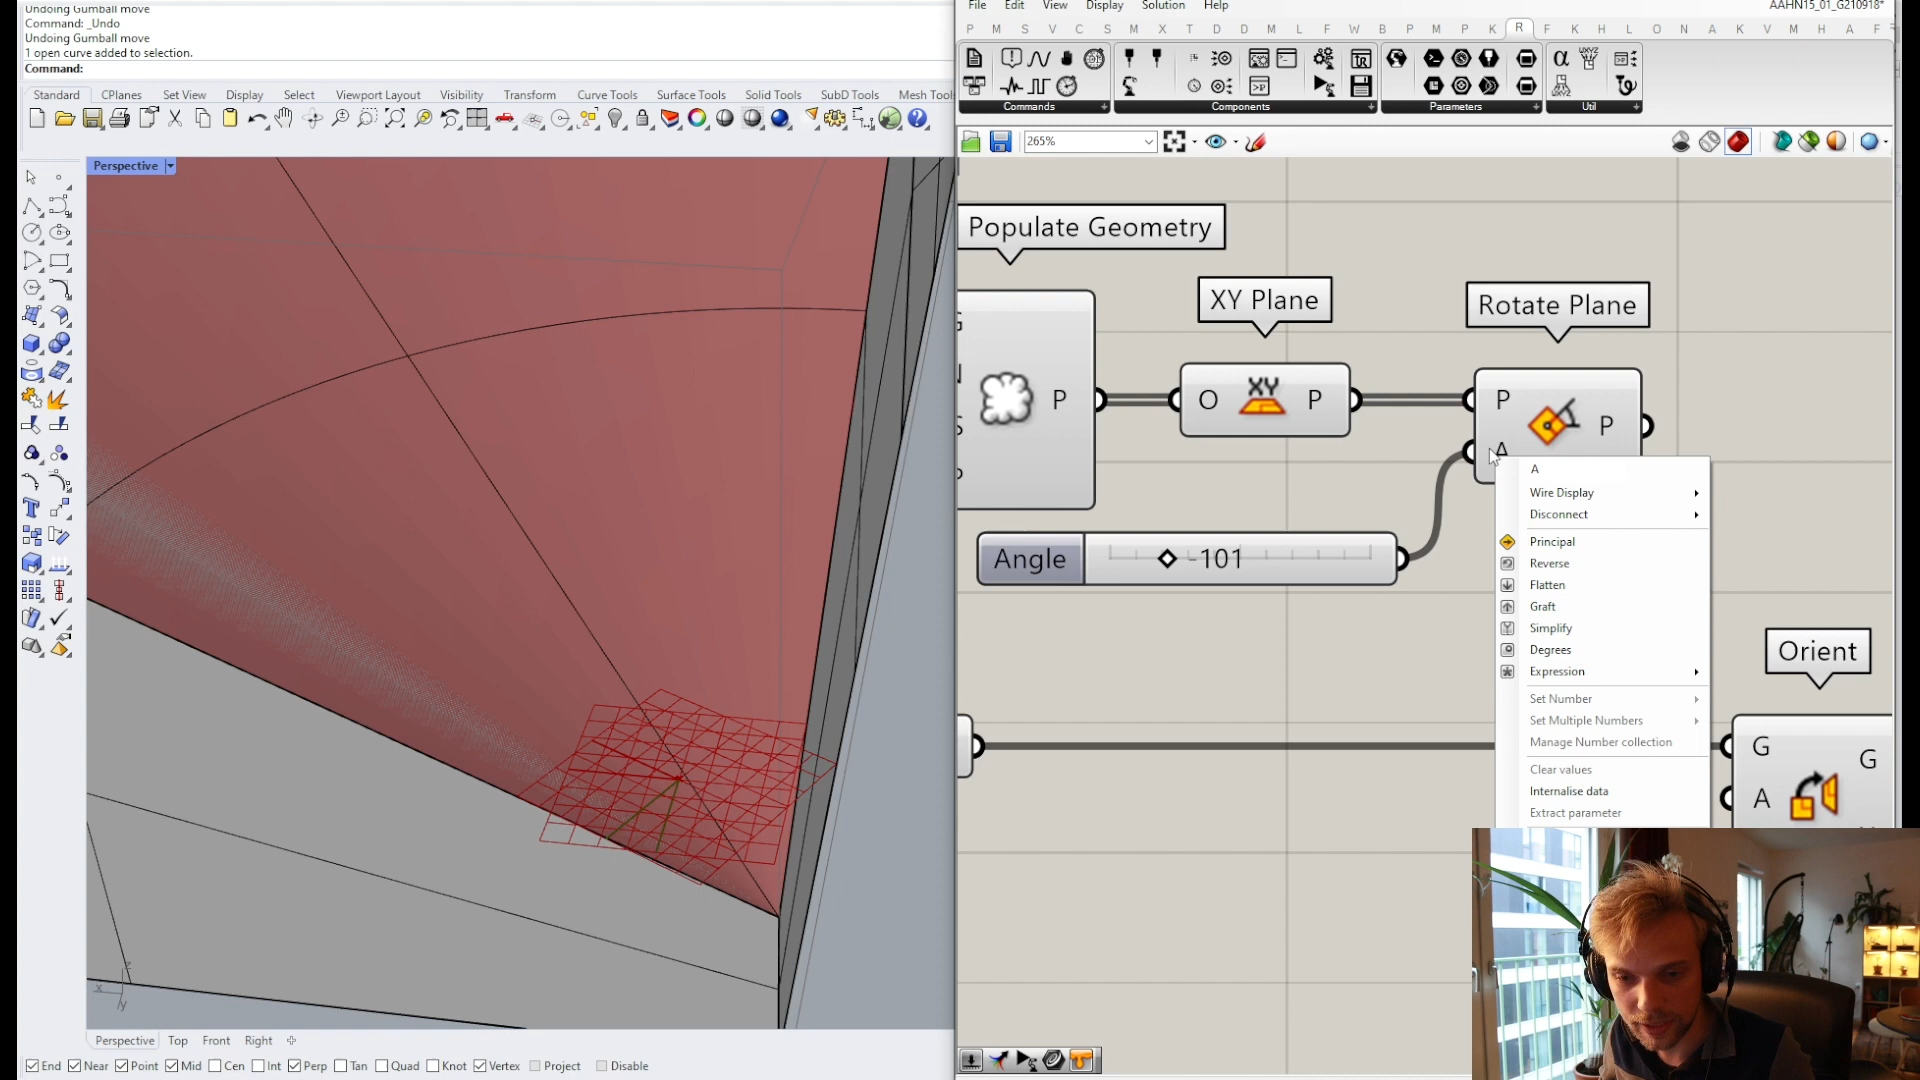 Undoing Gumball move
Command: _Undo
Undoing Gumball move
1 open curve added to selection.
Command:
Standard CPlanes Set View Display Select Viewport Layout Visibility Transform Curve Tools Surface Tools Solid Tools SubD Tools Mesh Tool
Perspective
z
x
y
Perspective Top Front Right
End Near Point Mid Cen Int Perp Tan Quad Knot Vertex Project Disable
File Edit View Display Solution Help
AAHN15_01_G210918*
P M S V C M X T D D M L F W B P M P K R F K H L O N A K V M H A F
Commands Components Parameters Util
265%
Populate Geometry
XY Plane
Rotate Plane
P
O XY P
P
A
P
Angle -101
A
Wire Display
Disconnect
Principal
Reverse
Flatten
Graft
Simplify
Degrees
Expression
Set Number
Set Multiple Numbers
Manage Number collection
Clear values
Internalise data
Extract parameter
Orient
G
A
G